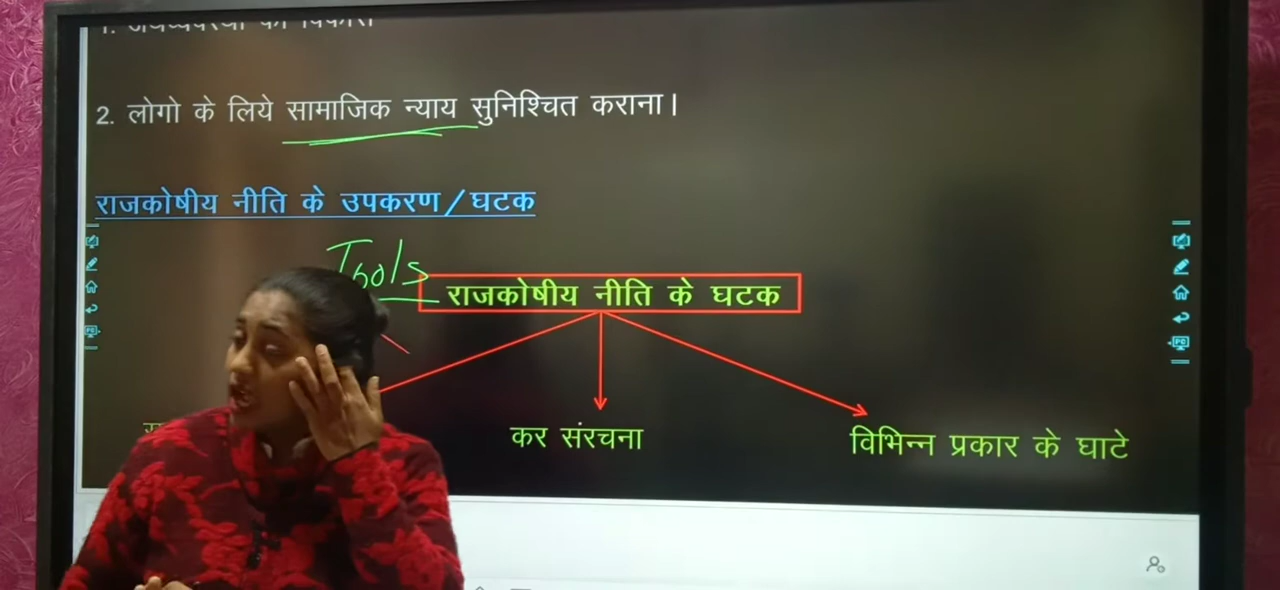 2. लोगो के लिये सामाजिक न्याय सुनिश्चित कराना।
राजकोषीय नीति के उपकरण/घटक
Tools
राजकोषीय नीति के घटक
कर संरचना
विभिन्न प्रकार के घाटे